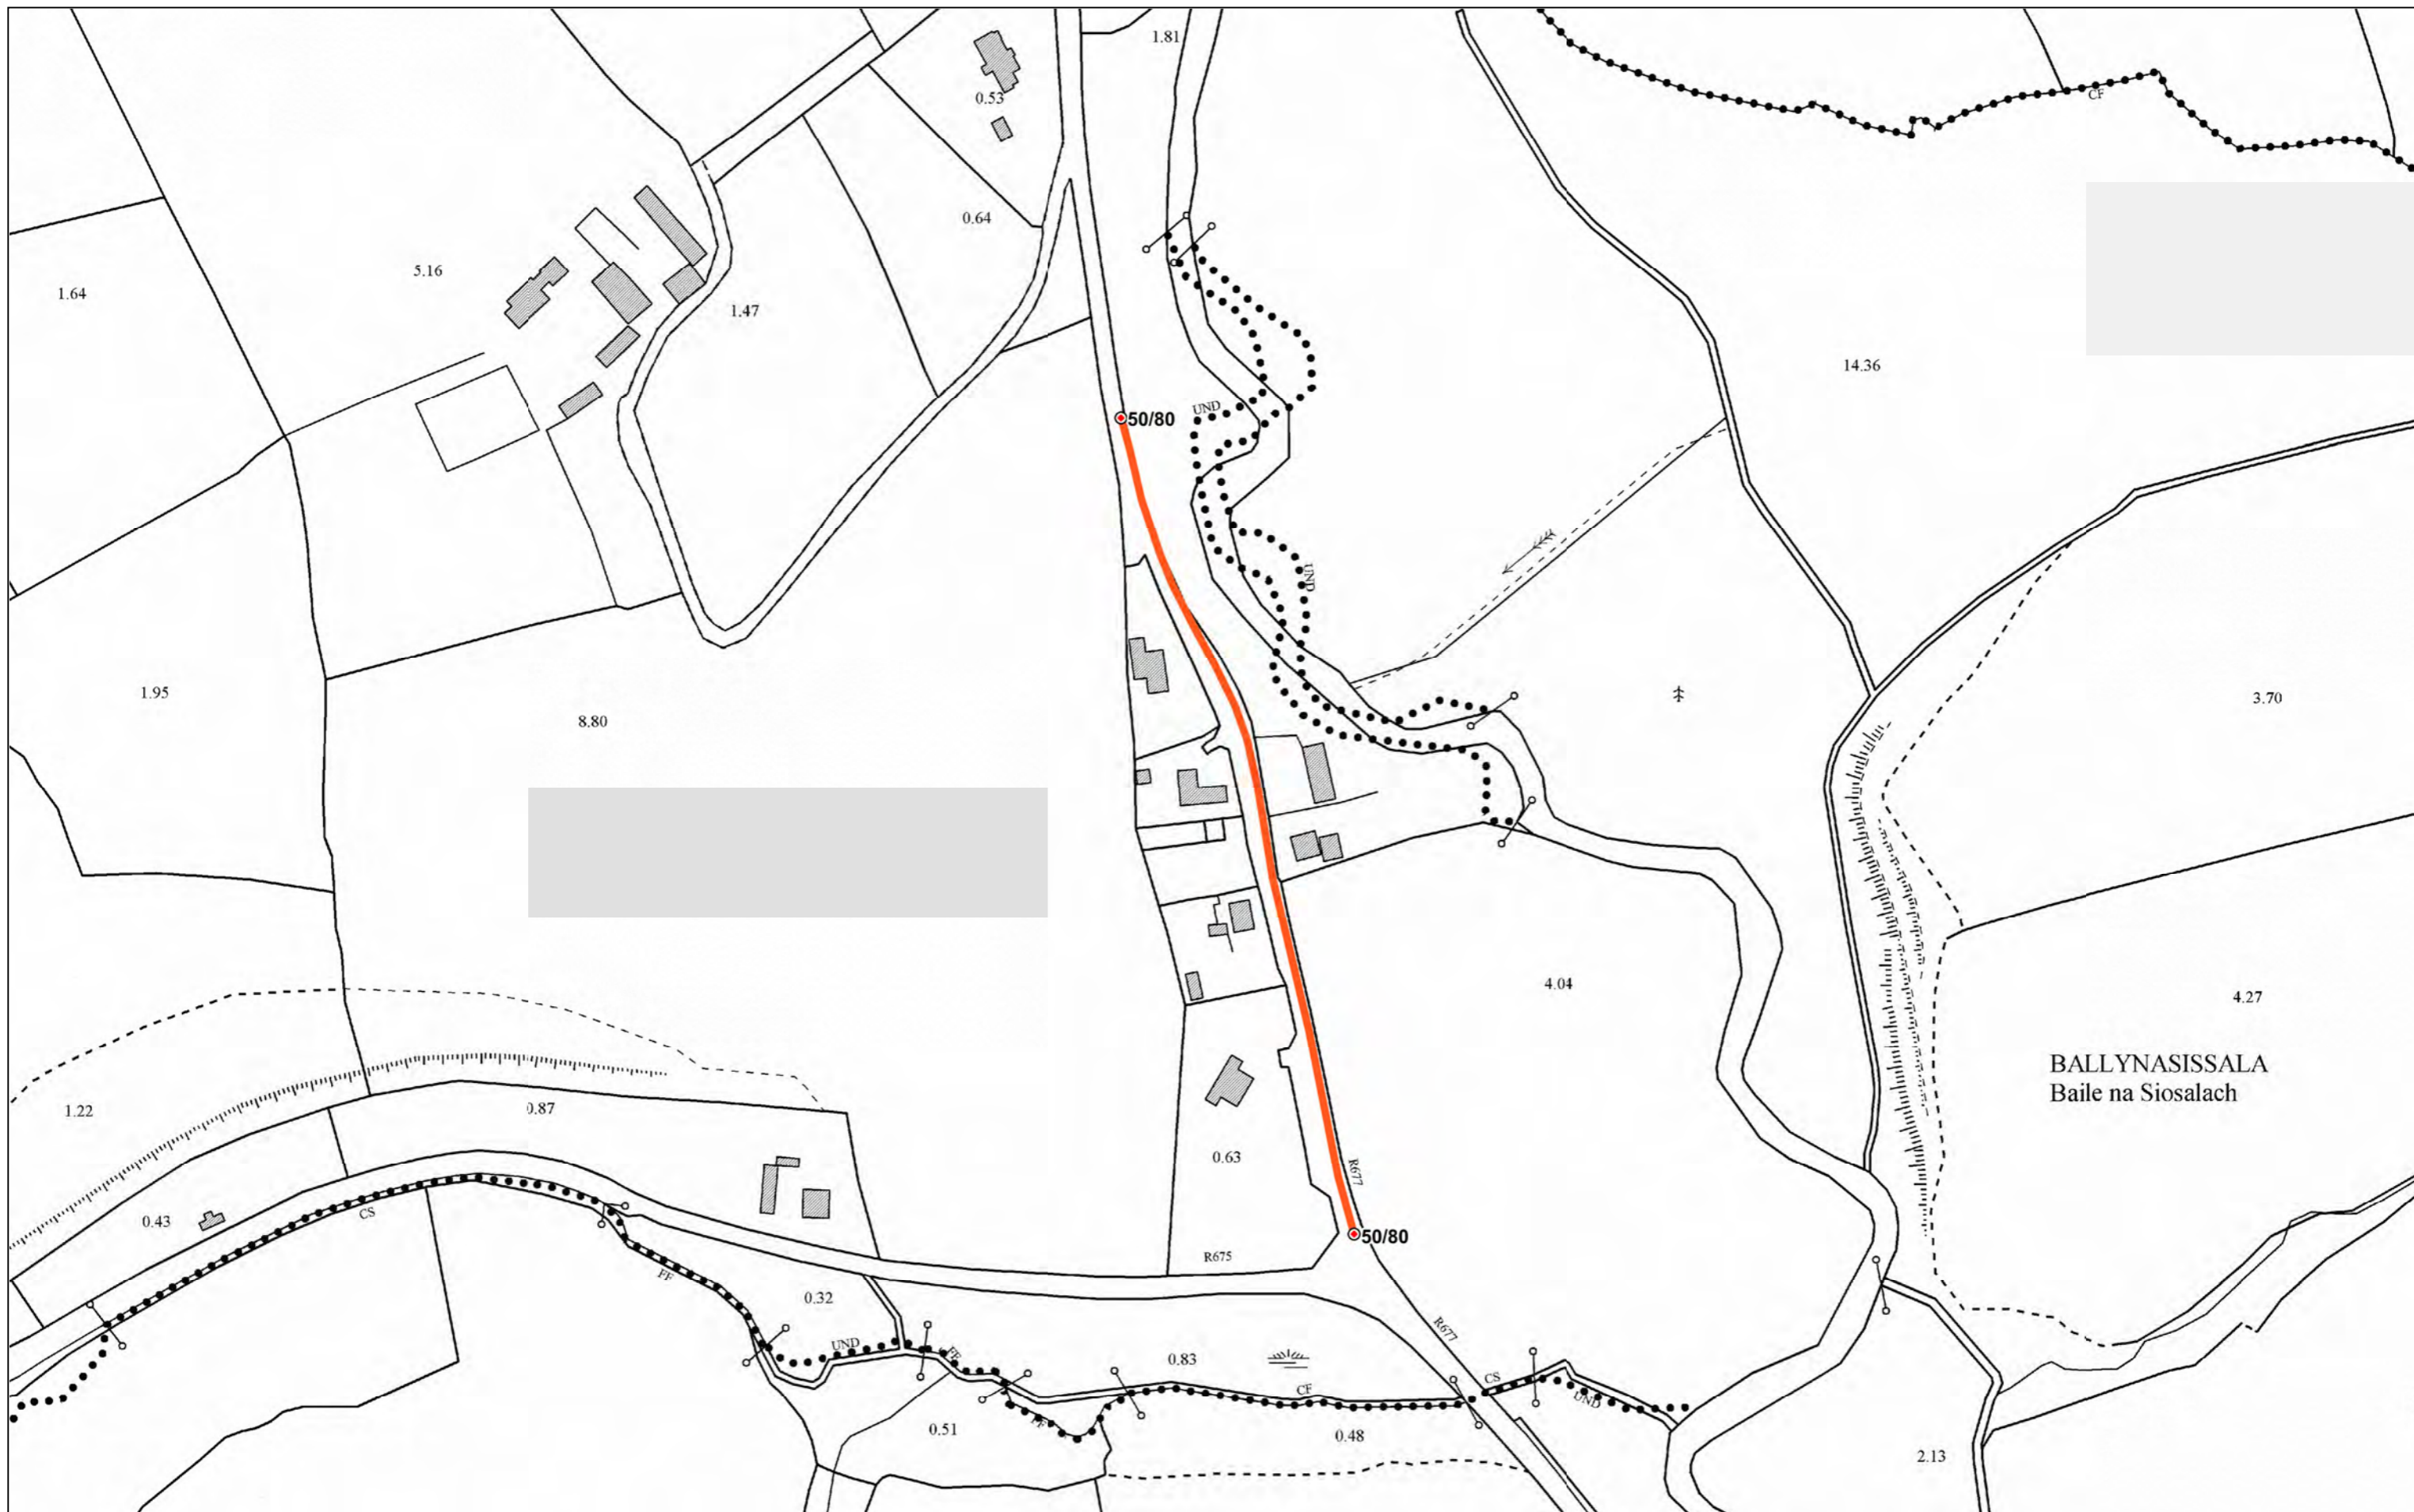 1.81
0.53
CF
0.64
5.16
1.64
1.47
14.36
UND
50/80
UND
1.95
8.80
3.70
4.04
4.27
BALLYNASISSALA
Baile na Siosalach
1.22
0.87
0.63
R677
0.43
CS
50/80
R675
FF
0.32
R677
UND
FF
0.83
CS
CF
UND
0.51
FF
0.48
2.13